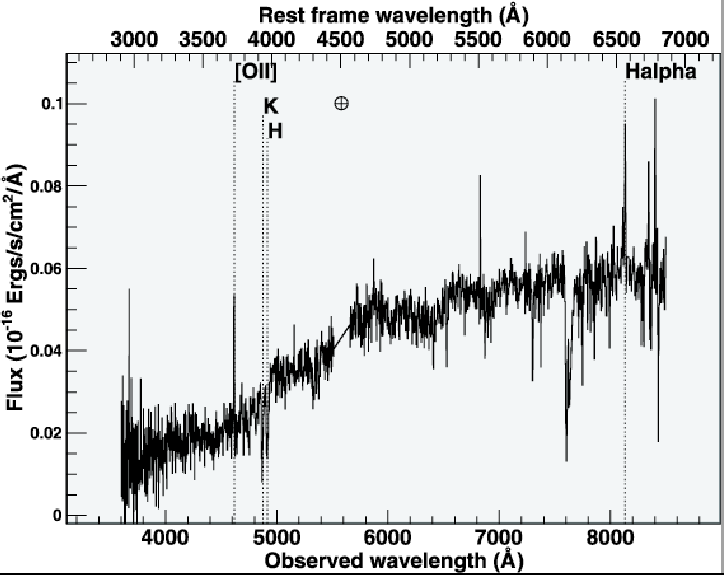 Rest frame wavelength (Å)
3000 3500 4000 4500 5000 5500 6000 6500 7000
[OII] Halpha
0.1 K ⊕
H
0.08
0.06
0.04
0.02
0
Flux (10⁻¹⁶ Ergs/s/cm²/Å)
4000 5000 6000 7000 8000
Observed wavelength (Å)